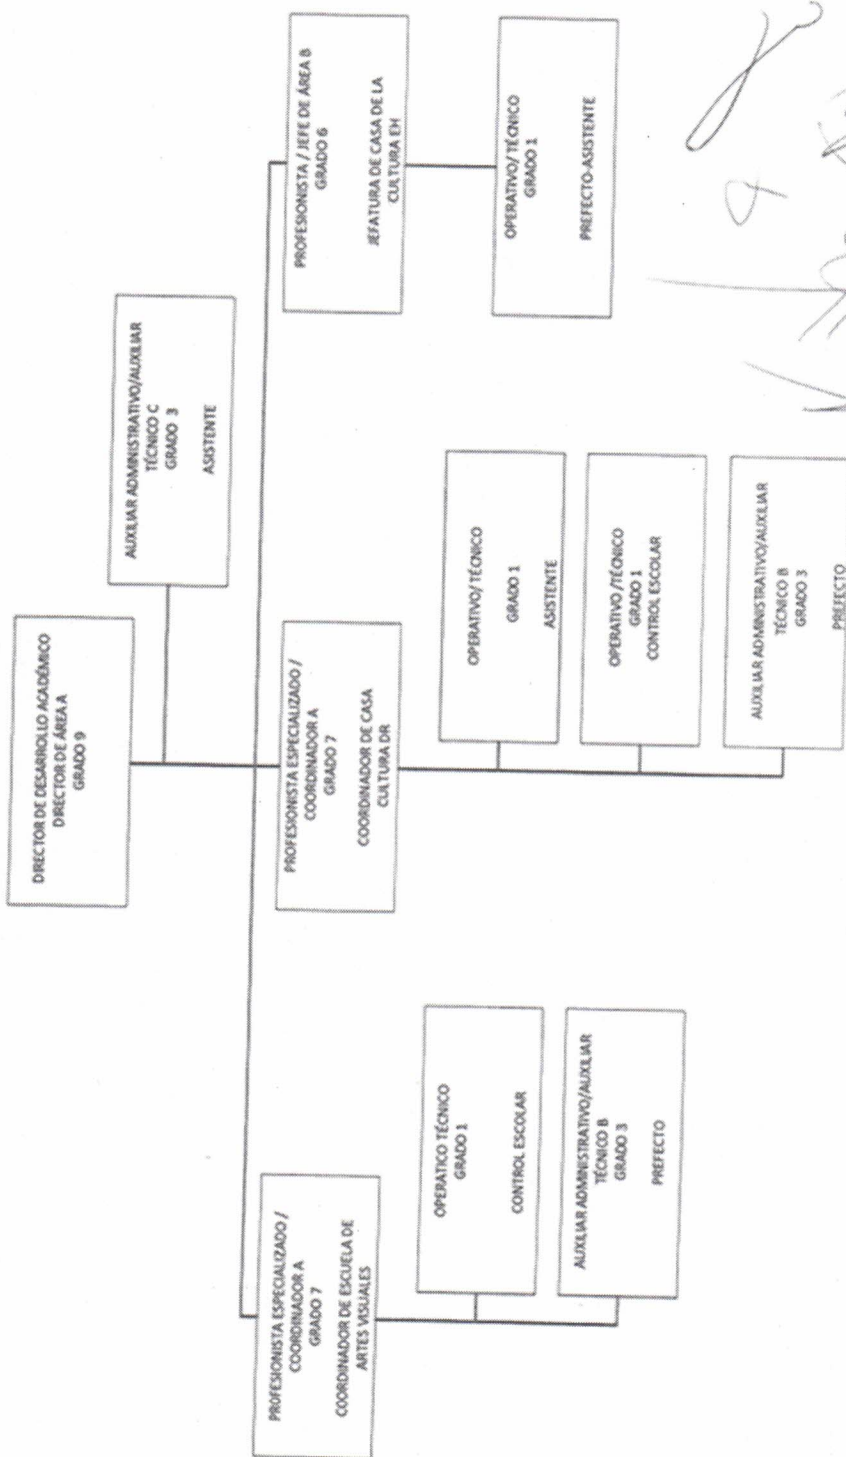 DIRECTOR DE DESARROLLO ACADÉMICO
DIRECTOR DE ÁREA A
GRADO 9
AUXILIAR ADMINISTRATIVO/AUXILIAR
TÉCNICO C
GRADO 3
ASISTENTE
PROFESIONISTA ESPECIALIZADO /
COORDINADOR A
GRADO 7
COORDINADOR DE ESCUELA DE
ARTES VISUALES
OPERATICO TÉCNICO
GRADO 1
CONTROL ESCOLAR
AUXILIAR ADMINISTRATIVO/AUXILIAR
TÉCNICO B
GRADO 3
PREFECTO
PROFESIONISTA ESPECIALIZADO /
COORDINADOR A
GRADO 7
COORDINADOR DE CASA
CULTURA DR
OPERATIVO/ TÉCNICO
GRADO 1
ASISTENTE
OPERATIVO /TÉCNICO
GRADO 1
CONTROL ESCOLAR
AUXILIAR ADMINISTRATIVO/AUXILIAR
TÉCNICO B
GRADO 3
PREFECTO
PROFESIONISTA / JEFE DE ÁREA B
GRADO 6
JEFATURA DE CASA DE LA
CULTURA EH
OPERATIVO/ TÉCNICO
GRADO 1
PREFECTO-ASISTENTE